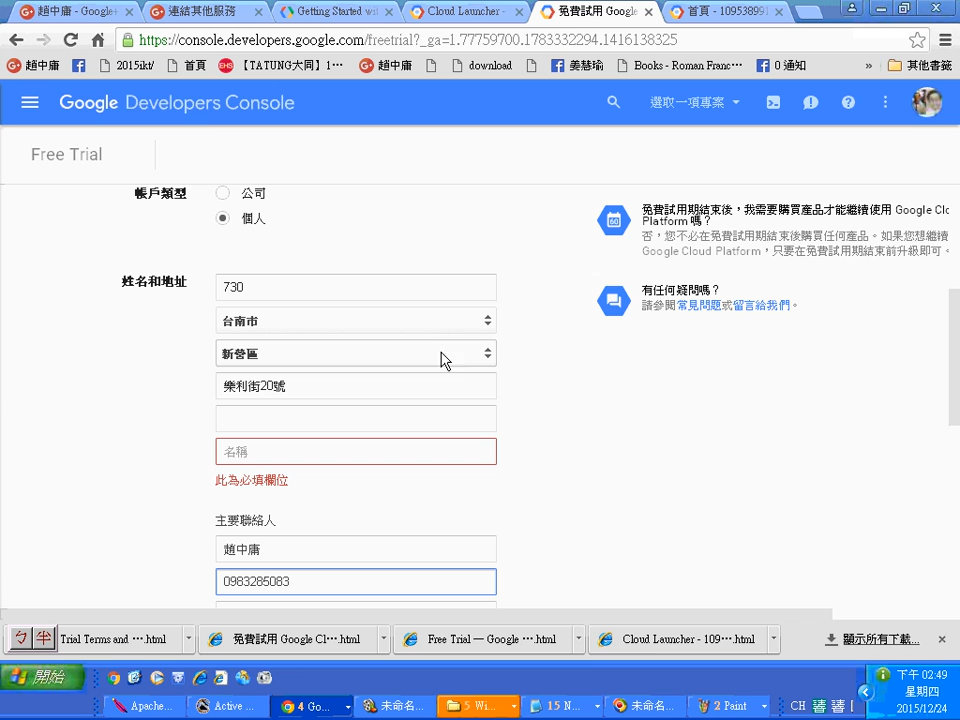 趙中庸 - Google+
連結其他服務
Getting Started wi
Cloud Launcher -
免費試用 Google
首頁 - 10953899
https://console.developers.google.com/freetrial?_ga=1.77759700.1783332294.1416138325
趙中庸
2015ikt/
首頁
【TATUNG大同】1…
趙中庸
download
姜慧瑜
Books - Roman Franc…
0 通知
»
其他書籤
Google Developers Console
選取一項專案
Free Trial
帳戶類型
公司
個人
免費試用期結束後，我需要購買產品才能繼續使用 Google Clo
Platform 嗎？
否，您不必在免費試用期結束後購買任何產品。如果您想繼續
Google Cloud Platform，只要在免費試用期結束前升級即可。
姓名和地址
730
有任何疑問嗎？
請參閱常見問題或留言給我們。
台南市
新營區
樂利街20號
名稱
此為必填欄位
主要聯絡人
趙中庸
0983285083
ㄅ 半
Trial Terms and ….html
免費試用 Google Cl….html
Free Trial — Google ….html
Cloud Launcher - 109….html
顯示所有下載...
開始
下午 02:49
星期四
2015/12/24
Apache...
Active ...
4 Go...
未命名...
15 Wi...
15 N...
未命名...
2 Paint
CH